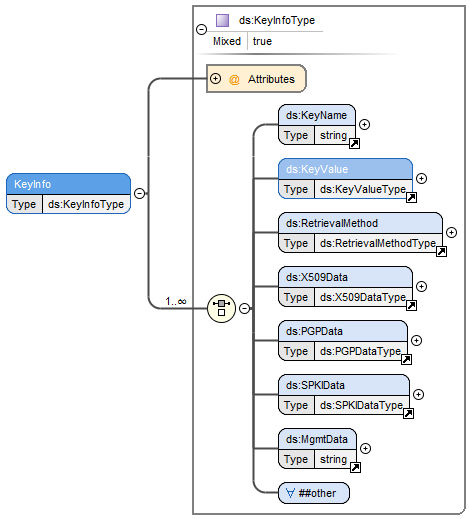 ds:KeyInfoType
Mixed true
@ Attributes
ds:KeyName
Type string
KeyInfo
Type ds:KeyInfoType
ds:KeyValue
Type ds:KeyValueType
ds:RetrievalMethod
Type ds:RetrievalMethodType
1..∞
ds:X509Data
Type ds:X509DataType
ds:PGPData
Type ds:PGPDataType
ds:SPKIData
Type ds:SPKIDataType
ds:MgmtData
Type string
∀ ##other